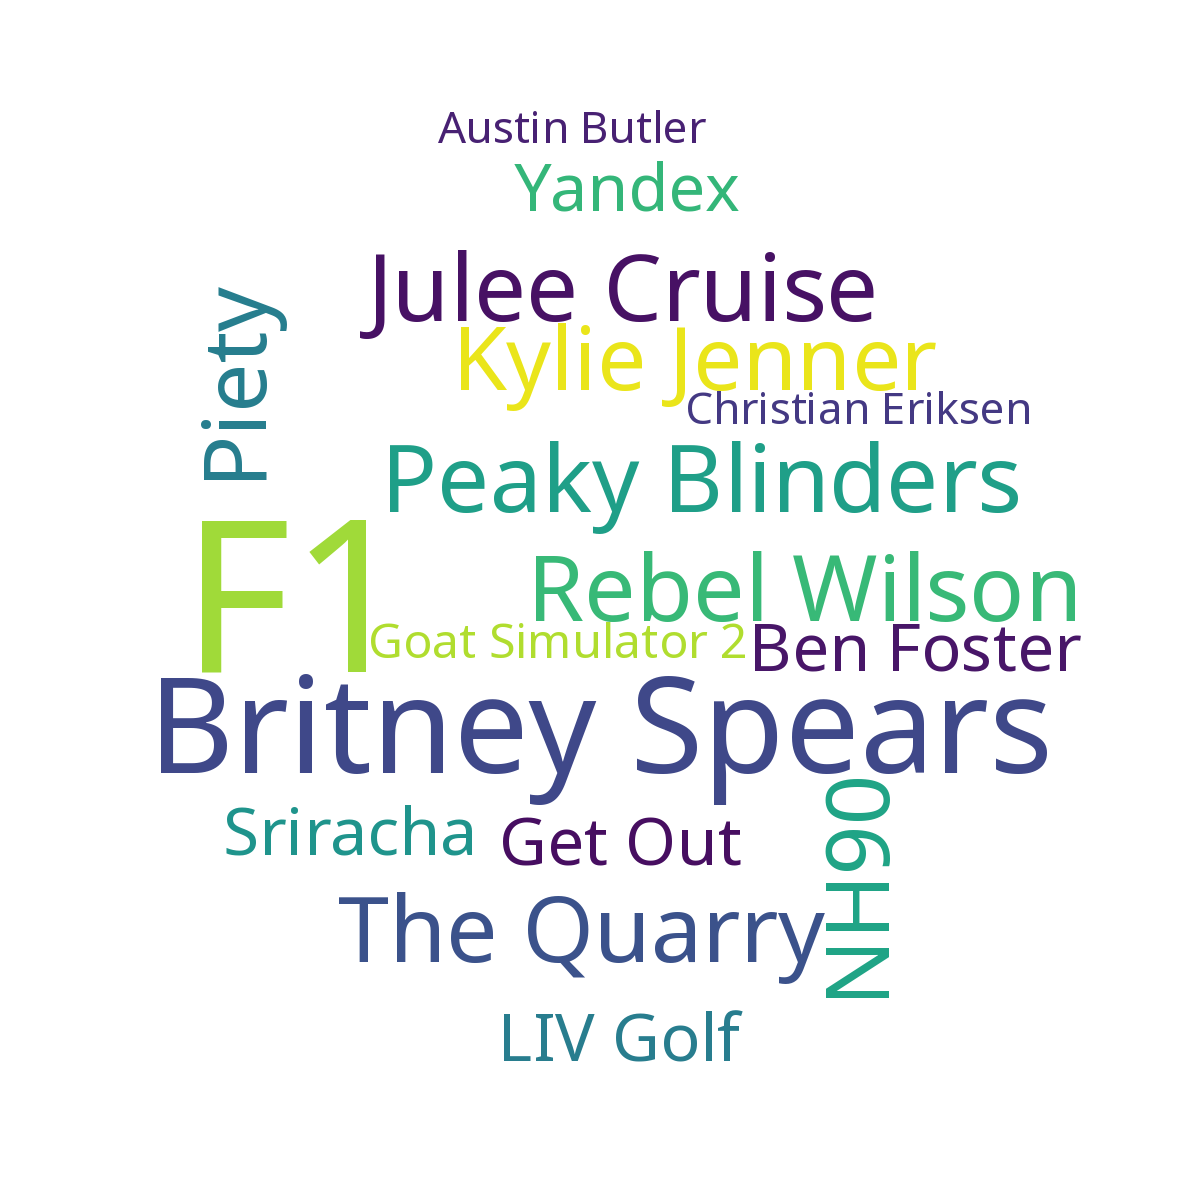 Austin Butler
Yandex
Julee Cruise
Piety
Kylie Jenner
Christian Eriksen
Peaky Blinders
F1
Rebel Wilson
Goat Simulator 2
Ben Foster
Britney Spears
Sriracha
Get Out
NH90
The Quarry
LIV Golf